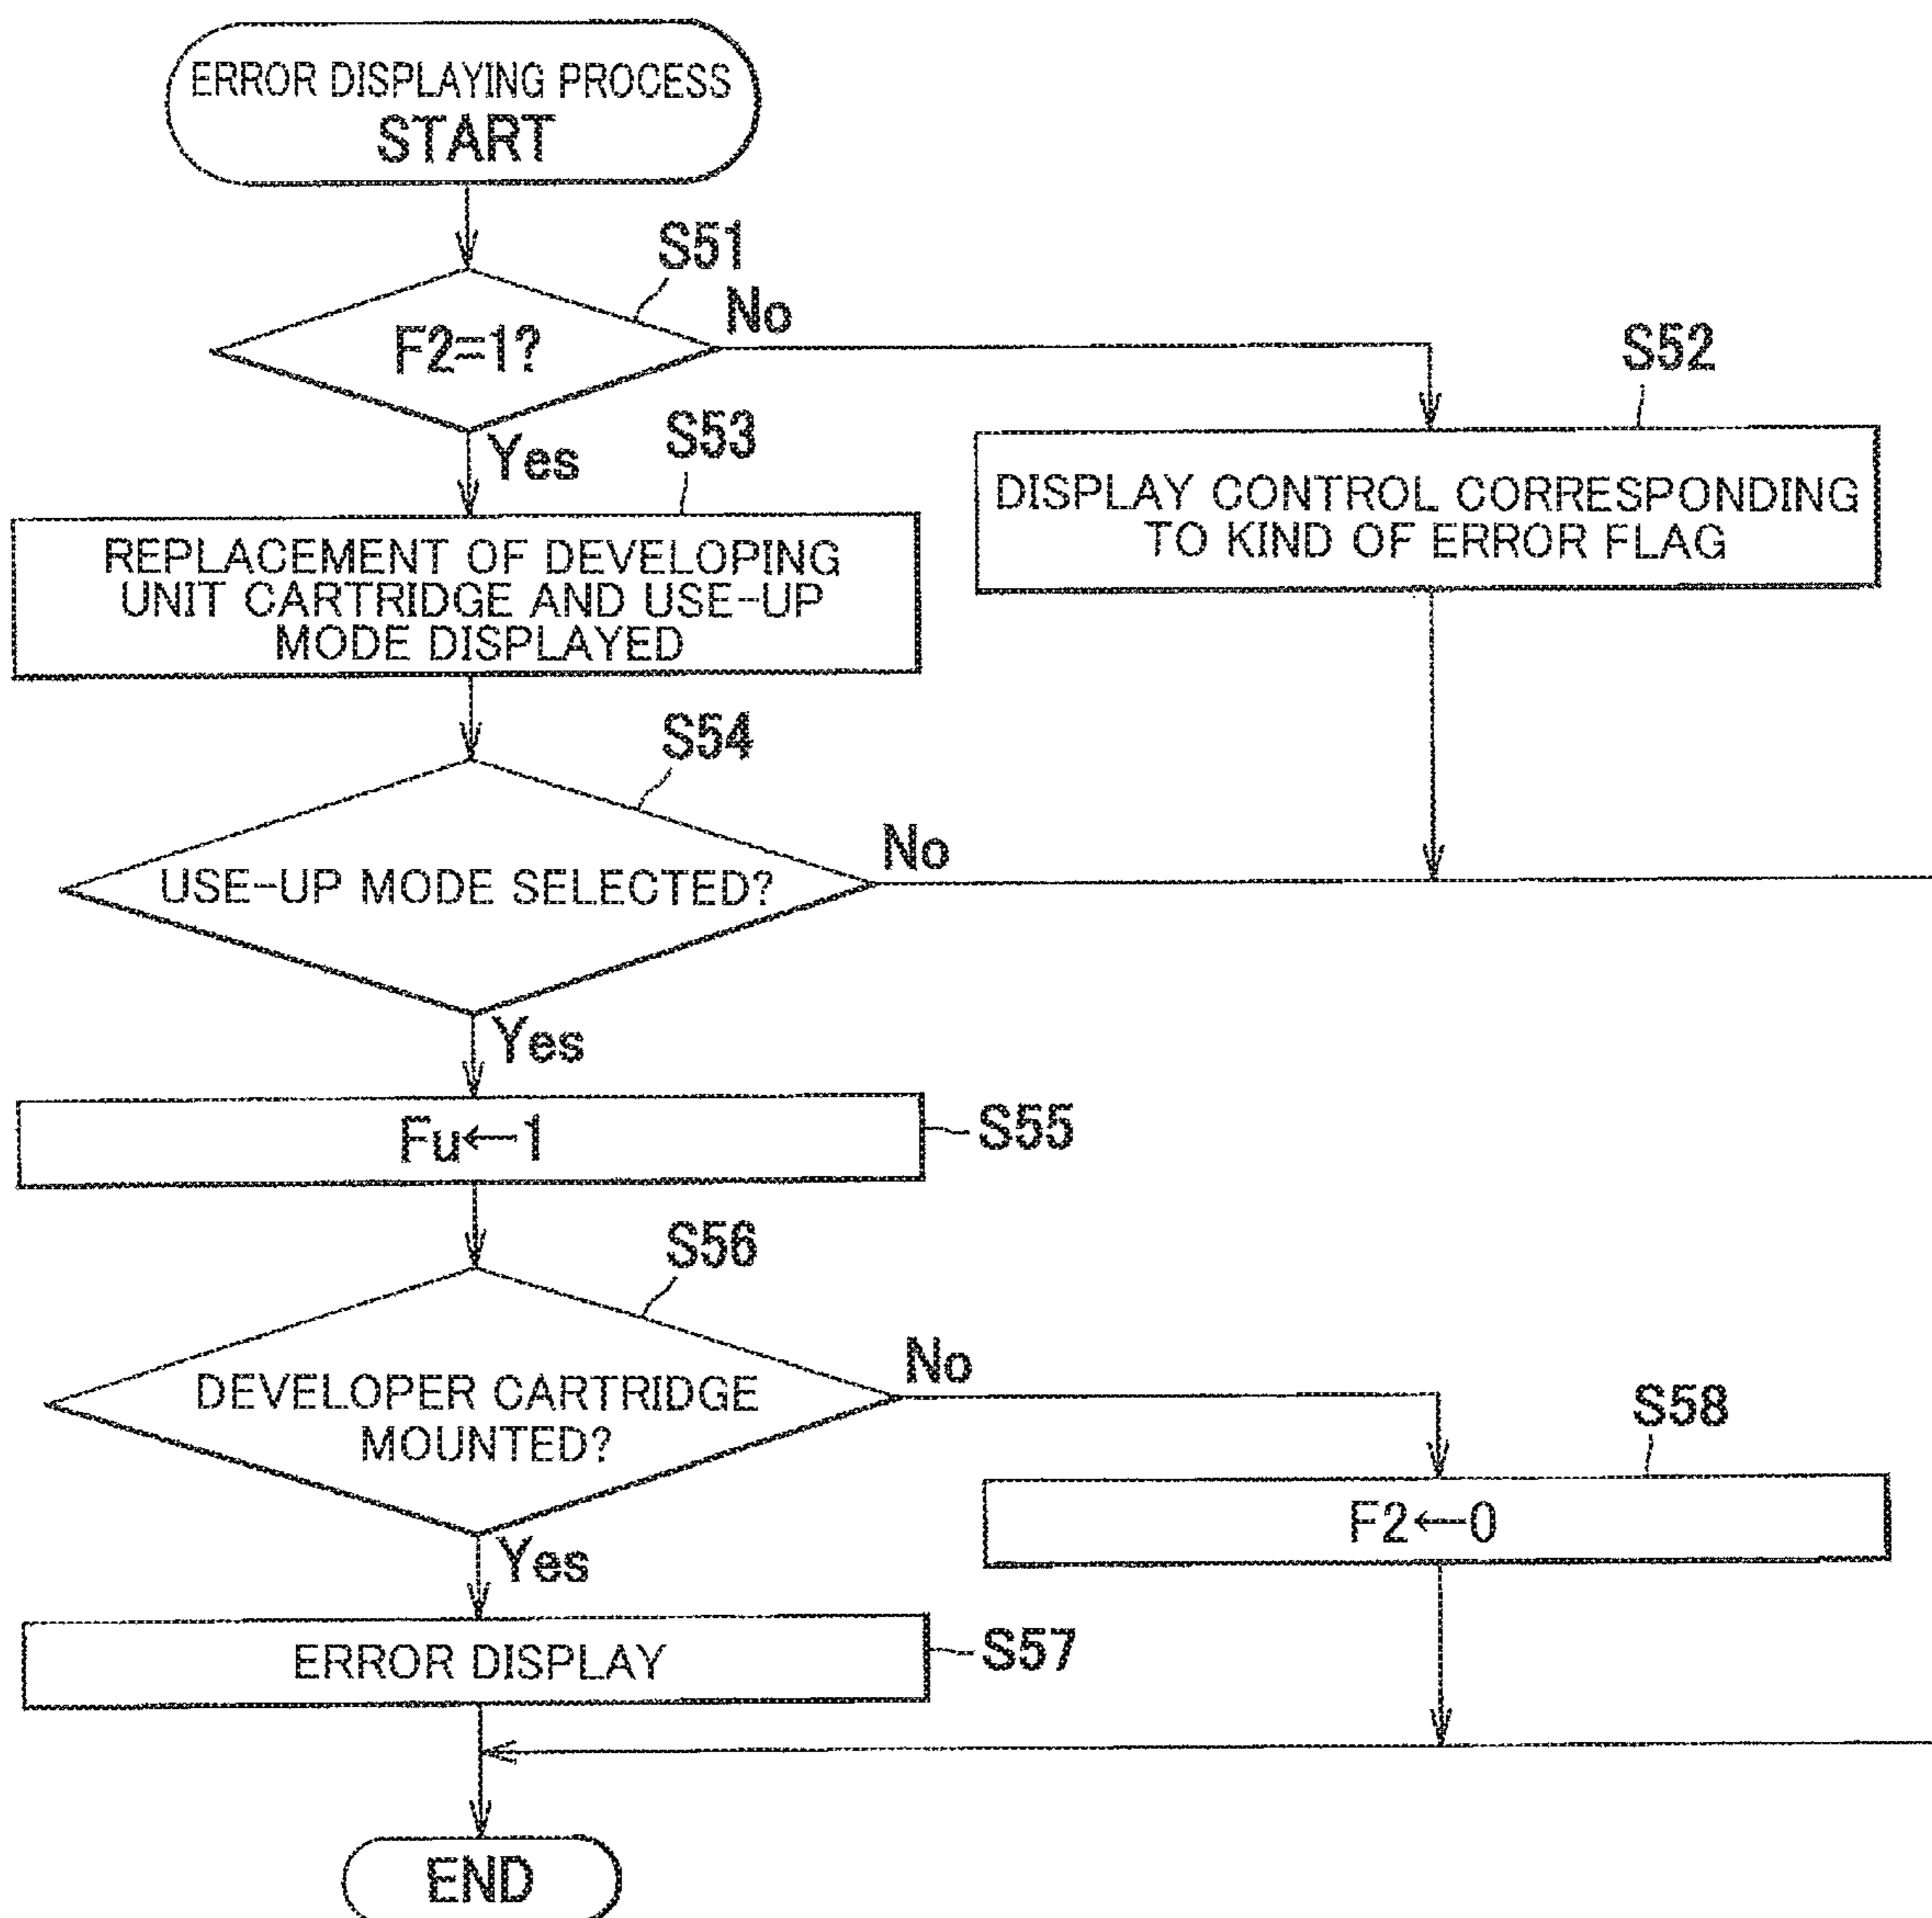 ERROR DISPLAYING PROCESS
START
S51
F2=1?
No
S52
Yes
S53
DISPLAY CONTROL CORRESPONDING
TO KIND OF ERROR FLAG
REPLACEMENT OF DEVELOPING
UNIT CARTRIDGE AND USE-UP
MODE DISPLAYED
S54
No
USE-UP MODE SELECTED?
Yes
Fu←1
S55
S56
No
DEVELOPER CARTRIDGE
MOUNTED?
S58
F2←0
Yes
ERROR DISPLAY
S57
END